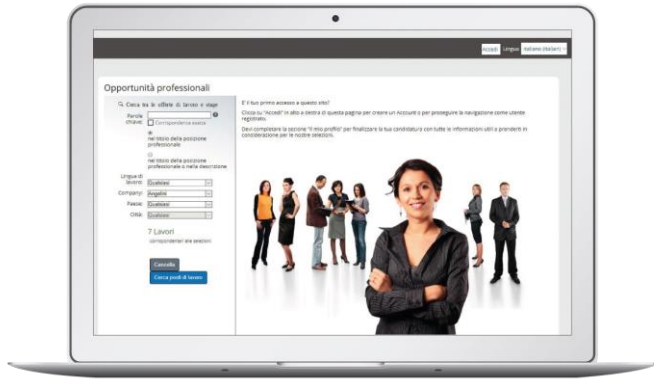 Accedi Lingua Italiano (Italian)
Opportunità professionali
Cerca tra le offerte di lavoro e stage
Parole
chiave:
Corrispondenza esatta
nel titolo della posizione
professionale
nel titolo della posizione
professionale o nella descrizione
Lingua di
lavoro: Qualsiasi
Company: Angelini
Paese: Qualsiasi
Città: Qualsiasi
7 Lavori
corrispondenti alle selezioni
Cancella
Cerca posti di lavoro
E' il tuo primo accesso a questo sito?
Clicca su "Accedi" in alto a destra di questa pagina per creare un Account o per proseguire la navigazione come utente
registrato.
Devi completare la sezione "Il mio profilo" per finalizzare la tua candidatura con tutte le informazioni utili a prenderti in
considerazione per le nostre selezioni.